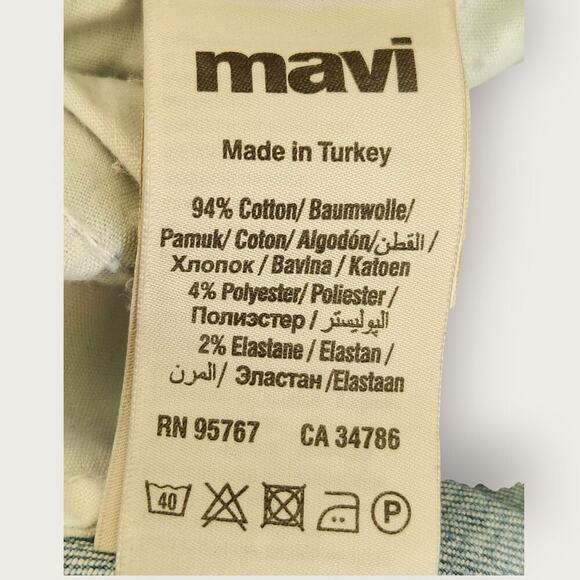 mavi
Made in Turkey
94% Cotton/ Baumwolle/
Pamuk/ Coton/ Algodón/القطن /
Хлопок / Bavlna / Katoen
4% Polyester/ Poliester /
Полиэстер / البوليستر
2% Elastane / Elastan /
المرن / Эластан /Elastaan
RN 95767 CA 34786
40 P